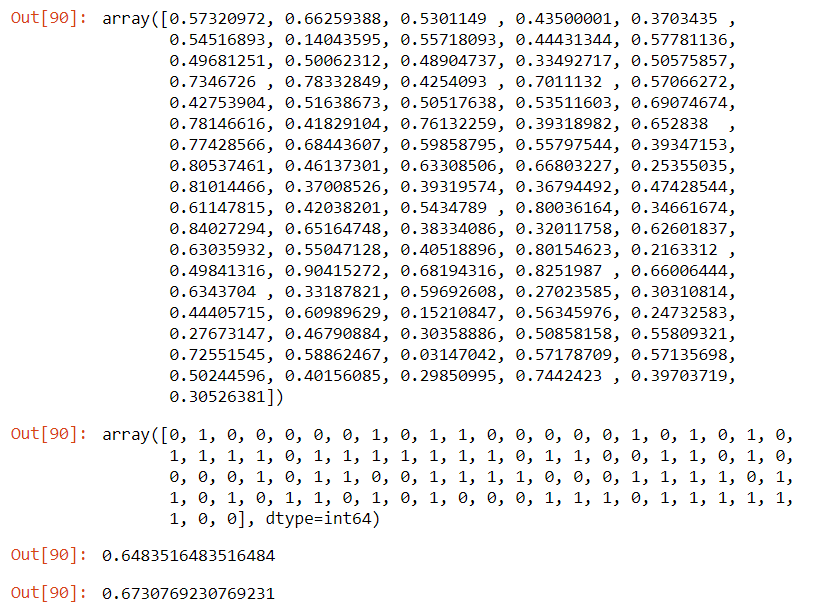 Out[90]: array([0.57320972, 0.66259388, 0.5301149 , 0.43500001, 0.3703435 ,
0.54516893, 0.14043595, 0.55718093, 0.44431344, 0.57781136,
0.49681251, 0.50062312, 0.48904737, 0.33492717, 0.50575857,
0.7346726 , 0.78332849, 0.4254093 , 0.7011132 , 0.57066272,
0.42753904, 0.51638673, 0.50517638, 0.53511603, 0.69074674,
0.78146616, 0.41829104, 0.76132259, 0.39318982, 0.652838  ,
0.77428566, 0.68443607, 0.59858795, 0.55797544, 0.39347153,
0.80537461, 0.46137301, 0.63308506, 0.66803227, 0.25355035,
0.81014466, 0.37008526, 0.39319574, 0.36794492, 0.47428544,
0.61147815, 0.42038201, 0.5434789 , 0.80036164, 0.34661674,
0.84027294, 0.65164748, 0.38334086, 0.32011758, 0.62601837,
0.63035932, 0.55047128, 0.40518896, 0.80154623, 0.2163312 ,
0.49841316, 0.90415272, 0.68194316, 0.8251987 , 0.66006444,
0.6343704 , 0.33187821, 0.59692608, 0.27023585, 0.30310814,
0.44405715, 0.60989629, 0.15210847, 0.56345976, 0.24732583,
0.27673147, 0.46790884, 0.30358886, 0.50858158, 0.55809321,
0.72551545, 0.58862467, 0.03147042, 0.57178709, 0.57135698,
0.50244596, 0.40156085, 0.29850995, 0.7442423 , 0.39703719,
0.30526381])
Out[90]: array([0, 1, 0, 0, 0, 0, 0, 1, 0, 1, 1, 0, 0, 0, 0, 0, 1, 0, 1, 0, 1, 0,
1, 1, 1, 1, 0, 1, 1, 1, 1, 1, 1, 1, 0, 1, 1, 0, 0, 1, 1, 0, 1, 0,
0, 0, 0, 1, 0, 1, 1, 0, 0, 1, 1, 1, 1, 0, 0, 0, 1, 1, 1, 1, 0, 1,
1, 0, 1, 0, 1, 1, 0, 1, 0, 1, 0, 0, 0, 1, 1, 1, 0, 1, 1, 1, 1, 1,
1, 0, 0], dtype=int64)
Out[90]: 0.6483516483516484
Out[90]: 0.6730769230769231